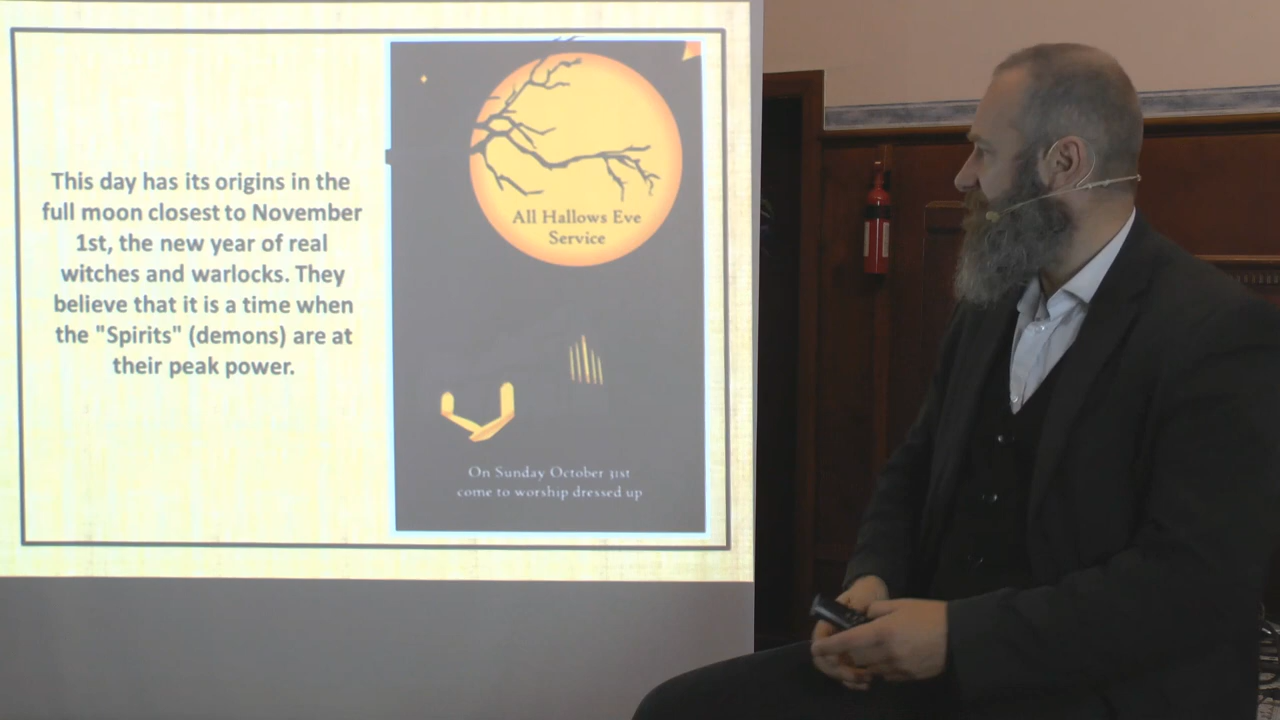 This day has its origins in the
full moon closest to November
1st, the new year of real
witches and warlocks. They
believe that it is a time when
the "Spirits" (demons) are at
their peak power.
All Hallows Eve
Service
On Sunday October 31st
come to worship dressed up